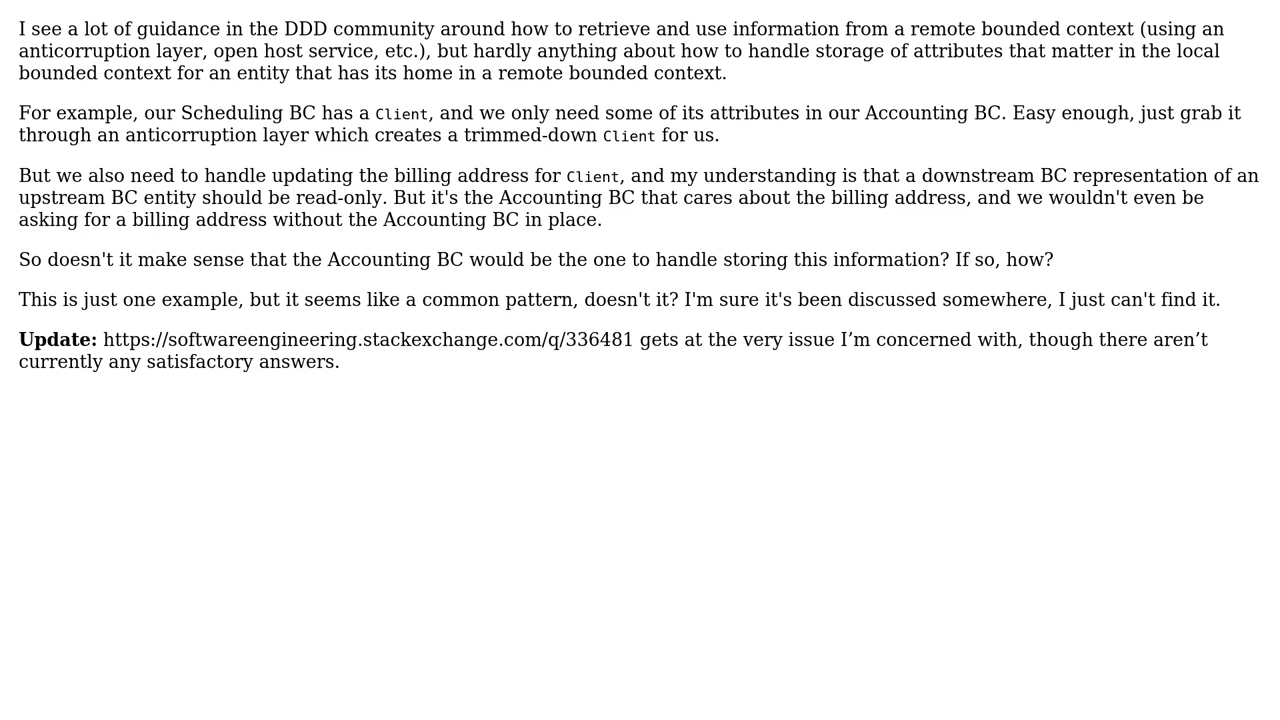 I see a lot of guidance in the DDD community around how to retrieve and use information from a remote bounded context (using an
anticorruption layer, open host service, etc.), but hardly anything about how to handle storage of attributes that matter in the local
bounded context for an entity that has its home in a remote bounded context.
For example, our Scheduling BC has a Client, and we only need some of its attributes in our Accounting BC. Easy enough, just grab it
through an anticorruption layer which creates a trimmed-down Client for us.
But we also need to handle updating the billing address for Client, and my understanding is that a downstream BC representation of an
upstream BC entity should be read-only. But it's the Accounting BC that cares about the billing address, and we wouldn't even be
asking for a billing address without the Accounting BC in place.
So doesn't it make sense that the Accounting BC would be the one to handle storing this information? If so, how?
This is just one example, but it seems like a common pattern, doesn't it? I'm sure it's been discussed somewhere, I just can't find it.
Update: https://softwareengineering.stackexchange.com/q/336481 gets at the very issue I’m concerned with, though there aren’t
currently any satisfactory answers.